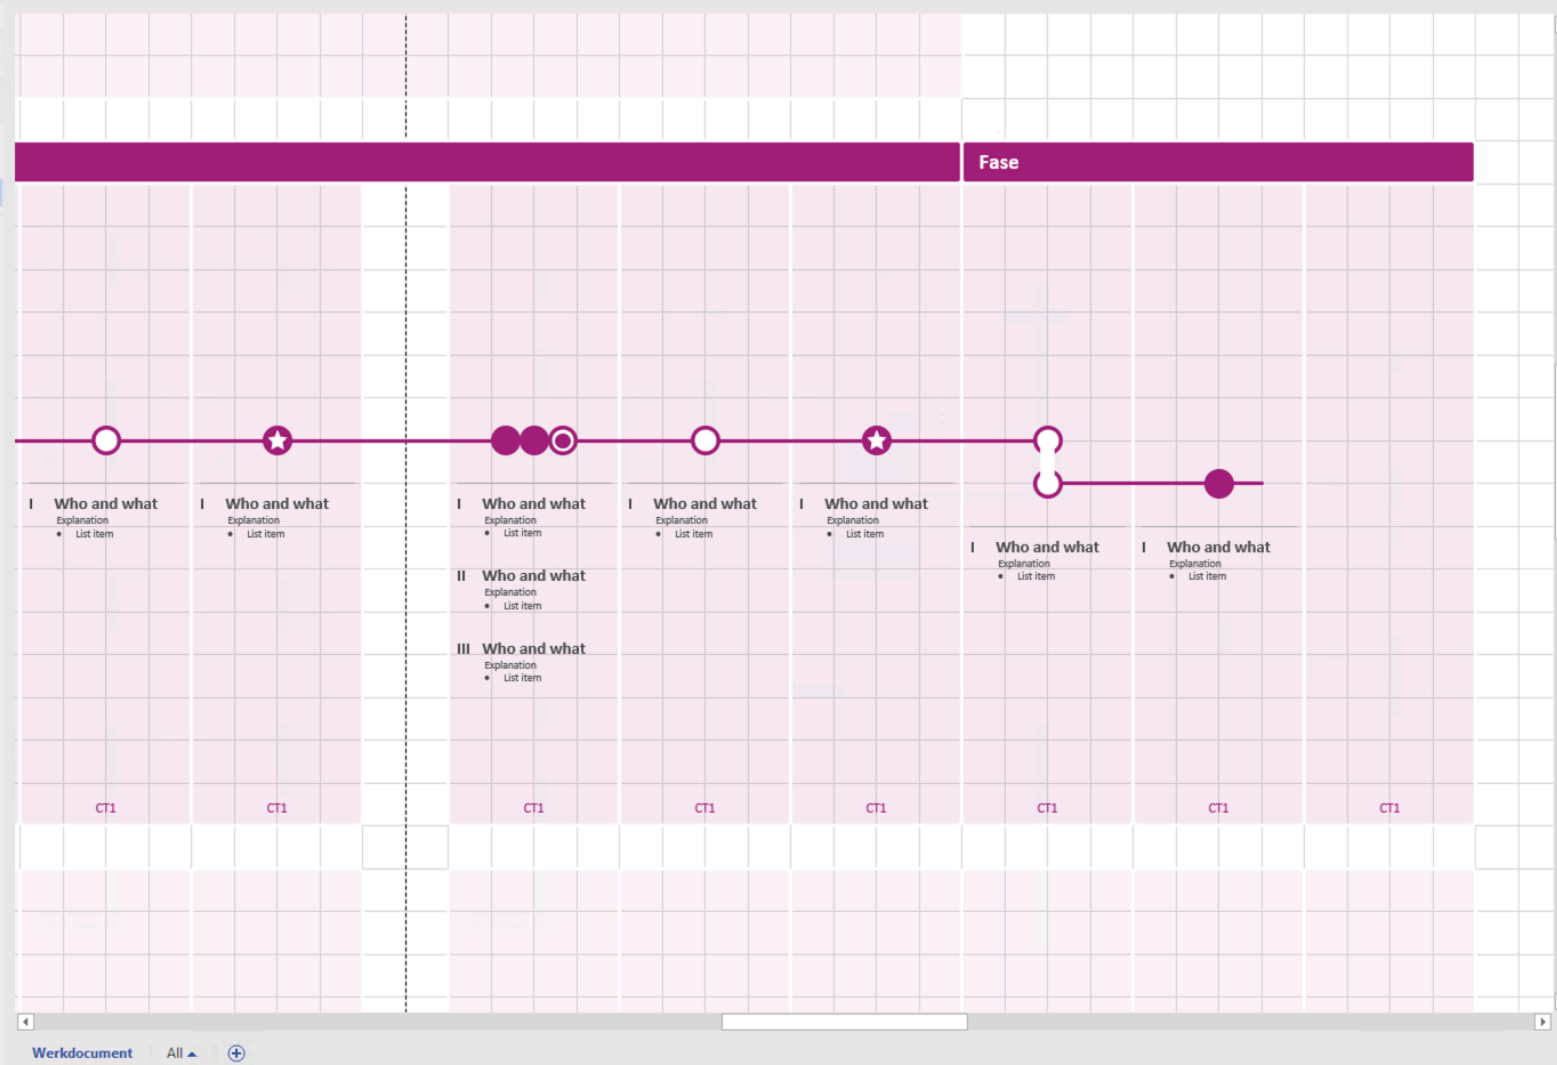 Fase
I Who and what
Explanation
• List item
I Who and what
Explanation
• List item
I Who and what
Explanation
• List item
II Who and what
Explanation
• List item
III Who and what
Explanation
• List item
I Who and what
Explanation
• List item
I Who and what
Explanation
• List item
I Who and what
Explanation
• List item
I Who and what
Explanation
• List item
CT1
CT1
CT1
CT1
CT1
CT1
CT1
CT1
Werkdocument
All